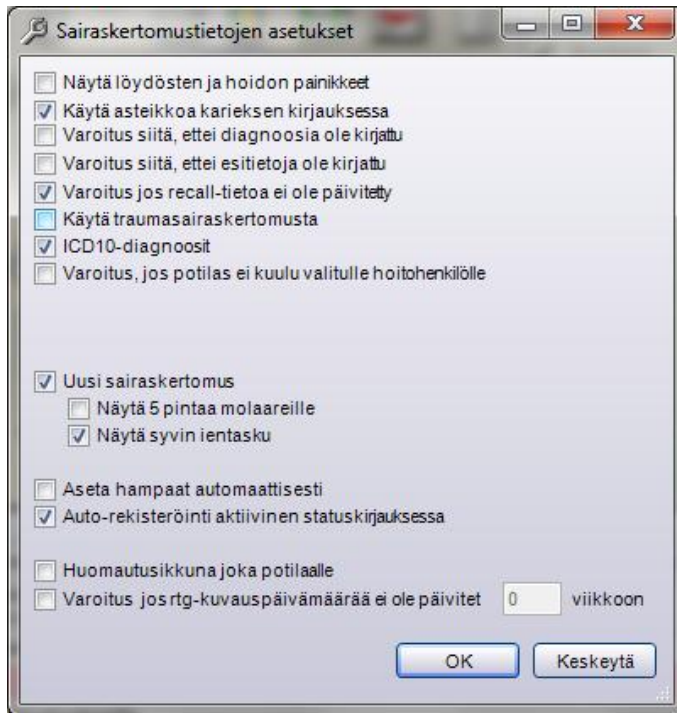 Sairaskertomustietojen asetukset
Näytä löydösten ja hoidon painikkeet
Käytä asteikkoa karieksen kirjauksessa
Varoitus siitä, ettei diagnoosia ole kirjattu
Varoitus siitä, ettei esitietoja ole kirjattu
Varoitus jos recall-tietoa ei ole päivitetty
Käytä traumasairaskertomusta
ICD10-diagnoosit
Varoitus, jos potilas ei kuulu valitulle hoitohenkilölle
Uusi sairaskertomus
Näytä 5 pintaa molaareille
Näytä syvin ientasku
Aseta hampaat automaattisesti
Auto-rekisteröinti aktiivinen statuskirjauksessa
Huomautusikkuna joka potilaalle
Varoitus jos rtg-kuvauspäivämäärää ei ole päivitet 0 viikkoon
OK Keskeytä